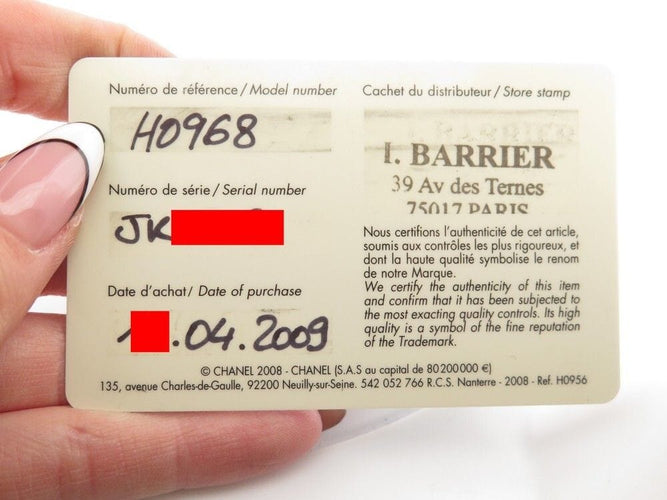 Numéro de référence / Model number
H0968
Numéro de série / Serial number
JK
Date d'achat / Date of purchase
.04.2009
Cachet du distributeur / Store stamp
I. BARRIER
39 Av des Ternes
75017 PARIS
Nous certifions l'authenticité de cet article,
soumis aux contrôles les plus rigoureux, et
dont la haute qualité symbolise le renom
de notre Marque.
We certify the authenticity of this item
and confirm that it has been subjected to
the most exacting quality controls. Its high
quality is a symbol of the fine reputation
of the Trademark.
© CHANEL 2008 - CHANEL (S.A.S au capital de 80200000 €)
135, avenue Charles-de-Gaulle, 92200 Neuilly-sur-Seine. 542 052 766 R.C.S. Nanterre - 2008 - Ref. H0956